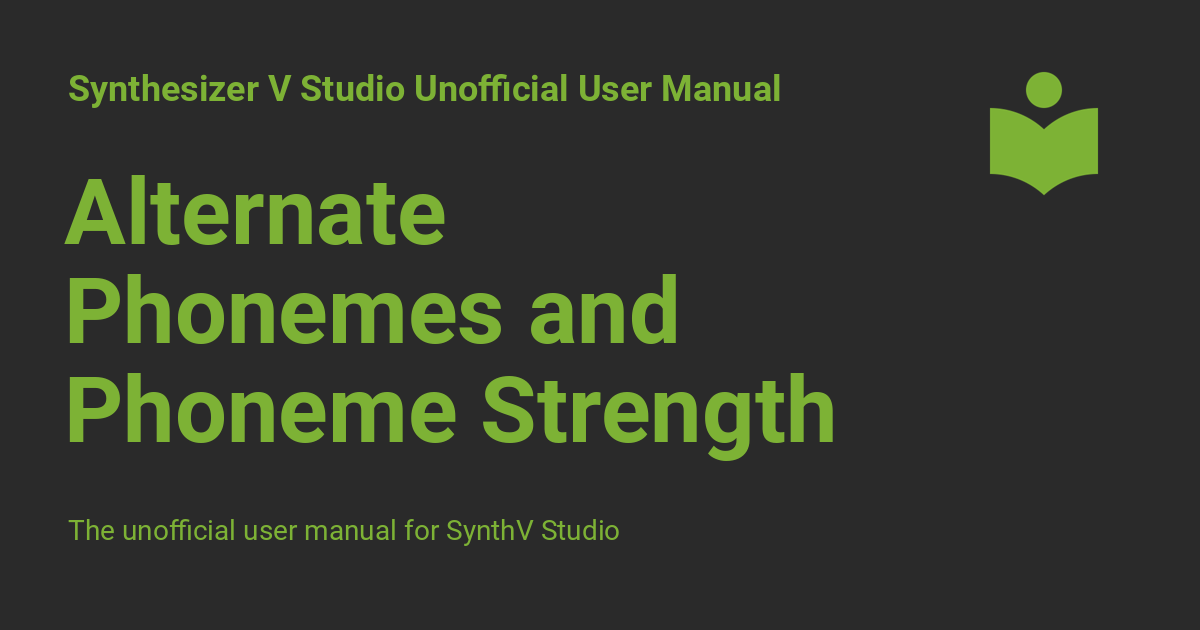 Synthesizer V Studio Unofficial User Manual
Alternate
Phonemes and
Phoneme Strength
The unofficial user manual for SynthV Studio